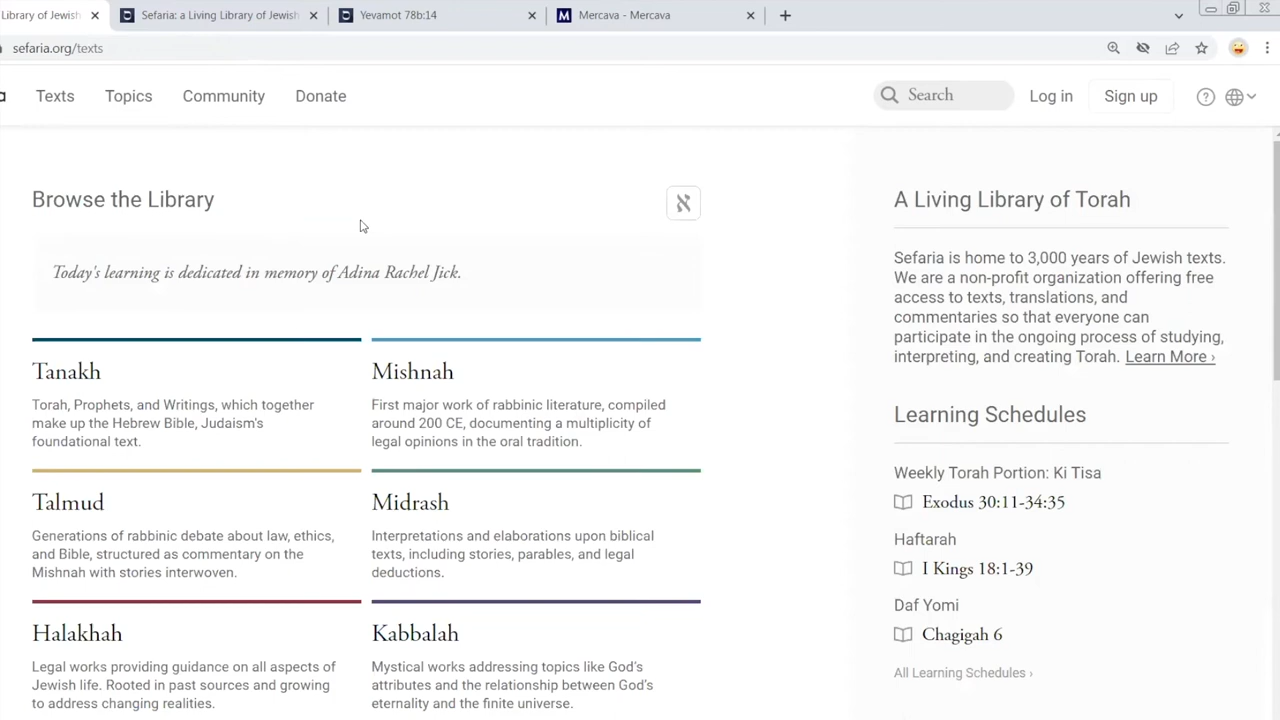 Library of Jewish
Sefaria: a Living Library of Jewish
Yevamot 78b:14
Mercava - Mercava
sefaria.org/texts
a Texts Topics Community Donate
Search
Log in
Sign up
Browse the Library
א
Today's learning is dedicated in memory of Adina Rachel Jick.
Tanakh
Torah, Prophets, and Writings, which together
make up the Hebrew Bible, Judaism's
foundational text.
Mishnah
First major work of rabbinic literature, compiled
around 200 CE, documenting a multiplicity of
legal opinions in the oral tradition.
Talmud
Generations of rabbinic debate about law, ethics,
and Bible, structured as commentary on the
Mishnah with stories interwoven.
Midrash
Interpretations and elaborations upon biblical
texts, including stories, parables, and legal
deductions.
Halakhah
Legal works providing guidance on all aspects of
Jewish life. Rooted in past sources and growing
to address changing realities.
Kabbalah
Mystical works addressing topics like God's
attributes and the relationship between God's
eternality and the finite universe.
A Living Library of Torah
Sefaria is home to 3,000 years of Jewish texts.
We are a non-profit organization offering free
access to texts, translations, and
commentaries so that everyone can
participate in the ongoing process of studying,
interpreting, and creating Torah. Learn More ›
Learning Schedules
Weekly Torah Portion: Ki Tisa
Exodus 30:11-34:35
Haftarah
I Kings 18:1-39
Daf Yomi
Chagigah 6
All Learning Schedules ›